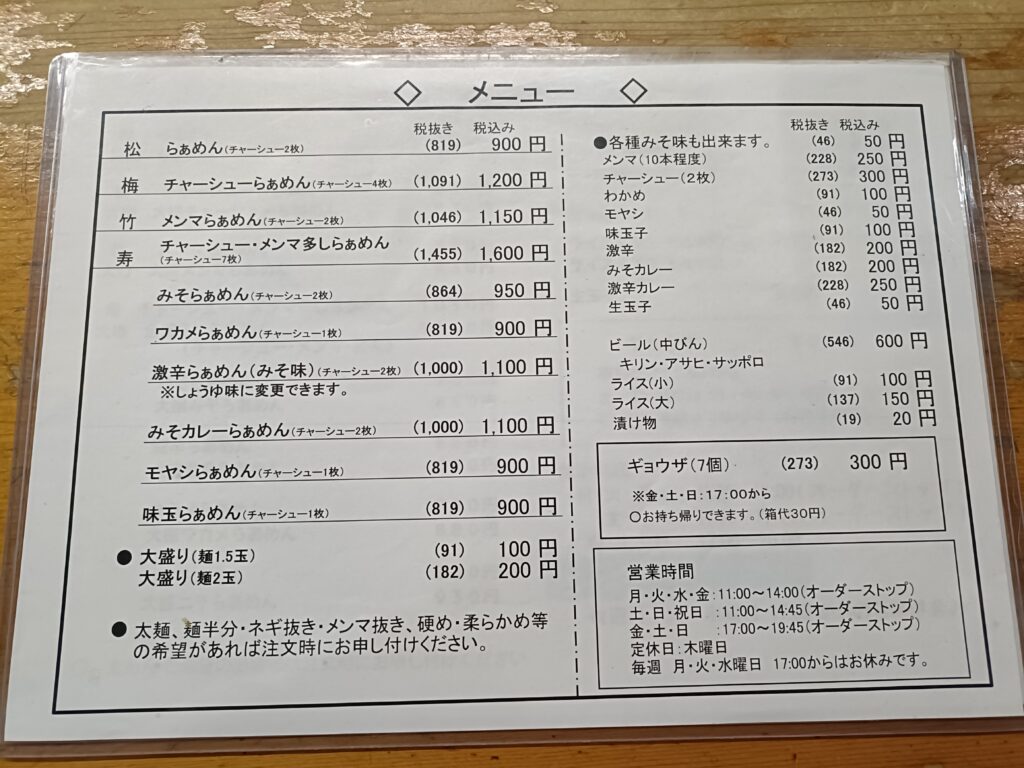 ◇ メニュー ◇
税抜き 税込み
松 らぁめん(チャーシュー2枚) (819) 900 円
梅 チャーシューらぁめん(チャーシュー4枚) (1,091) 1,200 円
竹 メンマらぁめん(チャーシュー2枚) (1,046) 1,150 円
寿 チャーシュー・メンマ多しらぁめん
(チャーシュー7枚) (1,455) 1,600 円
みそらぁめん(チャーシュー2枚) (864) 950 円
ワカメらぁめん(チャーシュー1枚) (819) 900 円
激辛らぁめん(みそ味)(チャーシュー2枚) (1,000) 1,100 円
※しょうゆ味に変更できます。
みそカレーらぁめん(チャーシュー2枚) (1,000) 1,100 円
モヤシらぁめん(チャーシュー1枚) (819) 900 円
味玉らぁめん(チャーシュー1枚) (819) 900 円
● 大盛り(麺1.5玉) (91) 100 円
大盛り(麺2玉) (182) 200 円
● 太麺、麺半分・ネギ抜き・メンマ抜き、硬め・柔らかめ等
の希望があれば注文時にお申し付けください。
税抜き 税込み
●各種みそ味も出来ます。 (46) 50 円
メンマ(10本程度) (228) 250 円
チャーシュー(2枚) (273) 300 円
わかめ (91) 100 円
モヤシ (46) 50 円
味玉子 (91) 100 円
激辛 (182) 200 円
みそカレー (182) 200 円
激辛カレー (228) 250 円
生玉子 (46) 50 円
ビール(中びん) (546) 600 円
キリン・アサヒ・サッポロ
ライス(小) (91) 100 円
ライス(大) (137) 150 円
漬け物 (19) 20 円
ギョウザ(7個) (273) 300 円
※金・土・日:17:00から
○お持ち帰りできます。(箱代30円)
営業時間
月・火・水・金:11:00～14:00(オーダーストップ)
土・日・祝日 :11:00～14:45(オーダーストップ)
金・土・日 :17:00～19:45(オーダーストップ)
定休日:木曜日
毎週 月・火・水曜日 17:00からはお休みです。